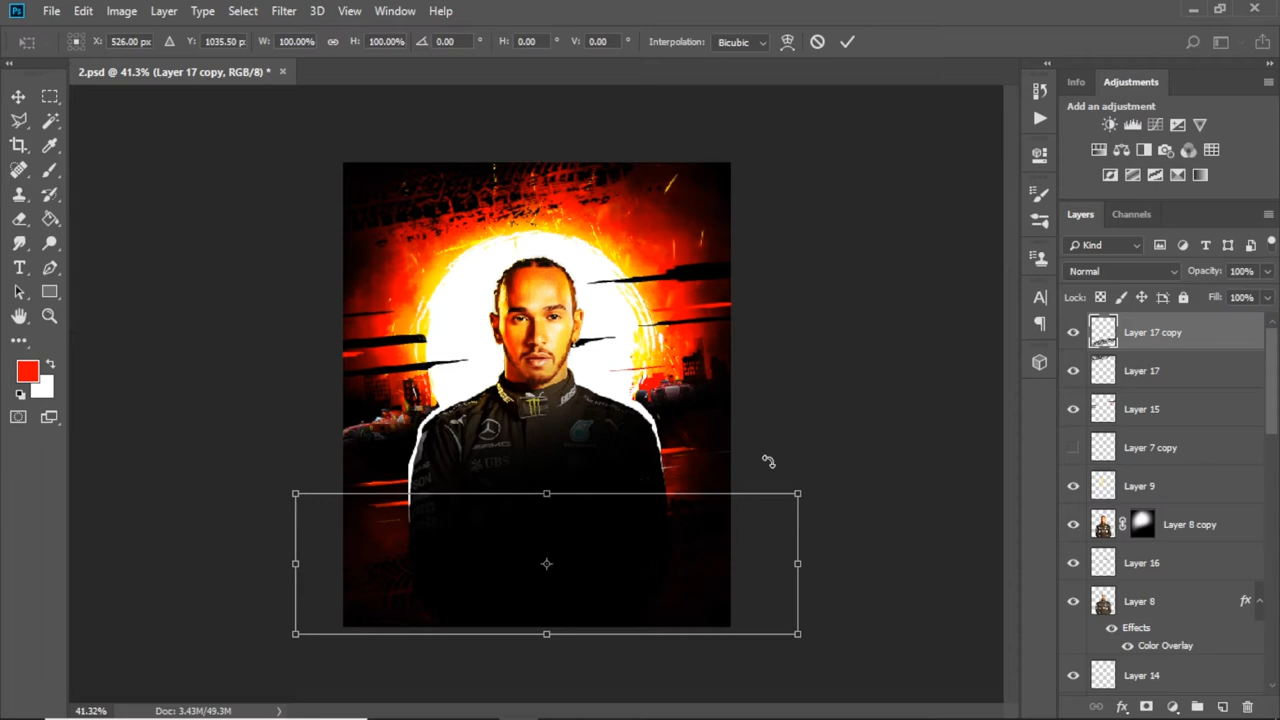 Ps File Edit Image Layer Type Select Filter 3D View Window Help
X: 526.00 px Y: 1035.50 p: W: 100.00% H: 100.00% 0.00 ° H: 0.00 ° V: 0.00 ° Interpolation: Bicubic
2.psd @ 41.3% (Layer 17 copy, RGB/8) * ×
Info Adjustments
Add an adjustment
Layers Channels
Kind
Normal Opacity: 100%
Lock: Fill: 100%
Layer 17 copy
Layer 17
Layer 15
Layer 7 copy
Layer 9
Layer 8 copy
Layer 16
Layer 8 fx
Effects
Color Overlay
Layer 14
AMG
UBS
41.32% Doc: 3.43M/49.3M